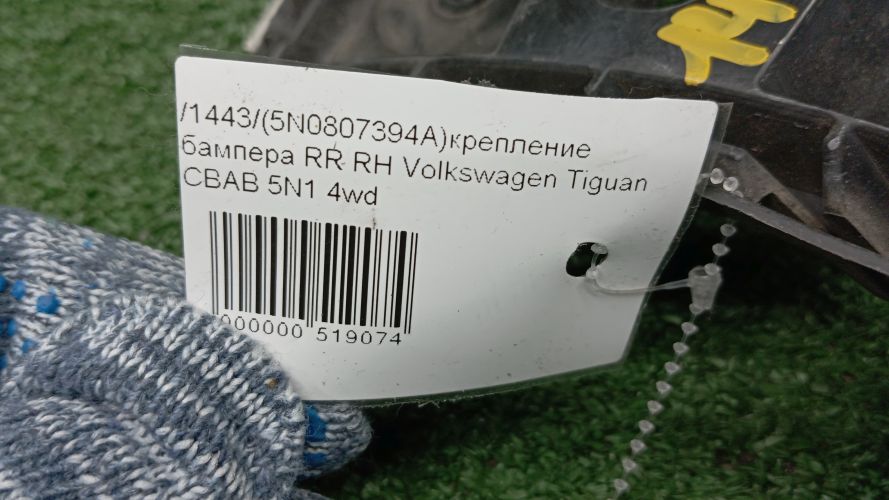 /1443/(5N0807394A)крепление
бампера RR RH Volkswagen Tiguan
CBAB 5N1 4wd
000000 519074